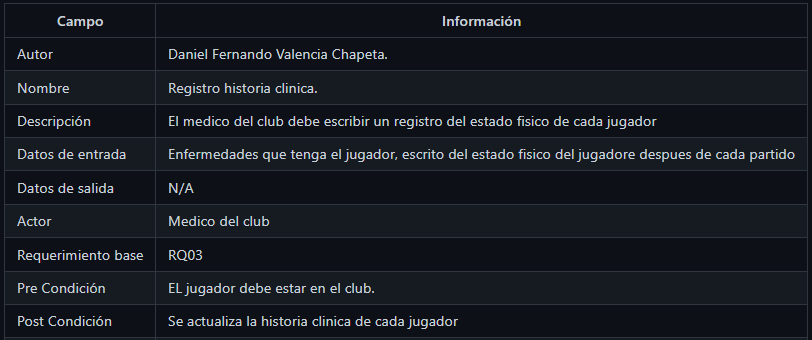 Campo Información
Autor Daniel Fernando Valencia Chapeta.
Nombre Registro historia clinica.
Descripción El medico del club debe escribir un registro del estado fisico de cada jugador
Datos de entrada Enfermedades que tenga el jugador, escrito del estado fisico del jugadore despues de cada partido
Datos de salida N/A
Actor Medico del club
Requerimiento base RQ03
Pre Condición EL jugador debe estar en el club.
Post Condición Se actualiza la historia clinica de cada jugador